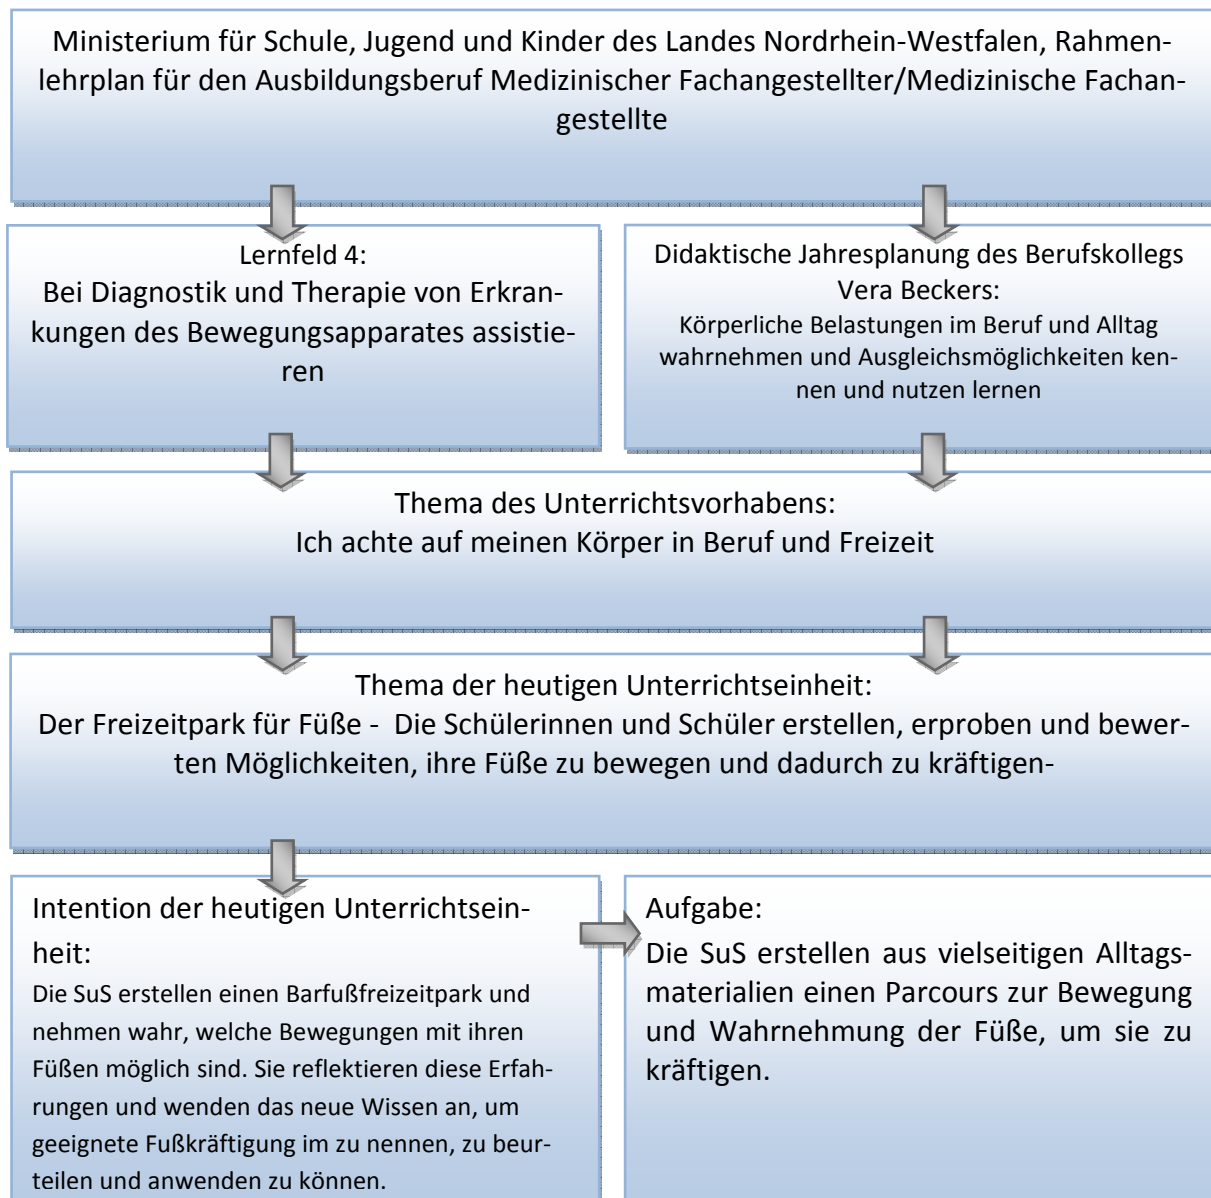 Ministerium für Schule, Jugend und Kinder des Landes Nordrhein-Westfalen, Rahmen-
lehrplan für den Ausbildungsberuf Medizinischer Fachangestellter/Medizinische Fachan-
gestellte
Lernfeld 4:
Bei Diagnostik und Therapie von Erkran-
kungen des Bewegungsapparates assistie-
ren
Didaktische Jahresplanung des Berufskollegs
Vera Beckers:
Körperliche Belastungen im Beruf und Alltag
wahrnehmen und Ausgleichsmöglichkeiten ken-
nen und nutzen lernen
Thema des Unterrichtsvorhabens:
Ich achte auf meinen Körper in Beruf und Freizeit
Thema der heutigen Unterrichtseinheit:
Der Freizeitpark für Füße - Die Schülerinnen und Schüler erstellen, erproben und bewer-
ten Möglichkeiten, ihre Füße zu bewegen und dadurch zu kräftigen-
Intention der heutigen Unterrichtsein-
heit:
Die SuS erstellen einen Barfußfreizeitpark und
nehmen wahr, welche Bewegungen mit ihren
Füßen möglich sind. Sie reflektieren diese Erfah-
rungen und wenden das neue Wissen an, um
geeignete Fußkräftigung im zu nennen, zu beur-
teilen und anwenden zu können.
Aufgabe:
Die SuS erstellen aus vielseitigen Alltags-
materialien einen Parcours zur Bewegung
und Wahrnehmung der Füße, um sie zu
kräftigen.